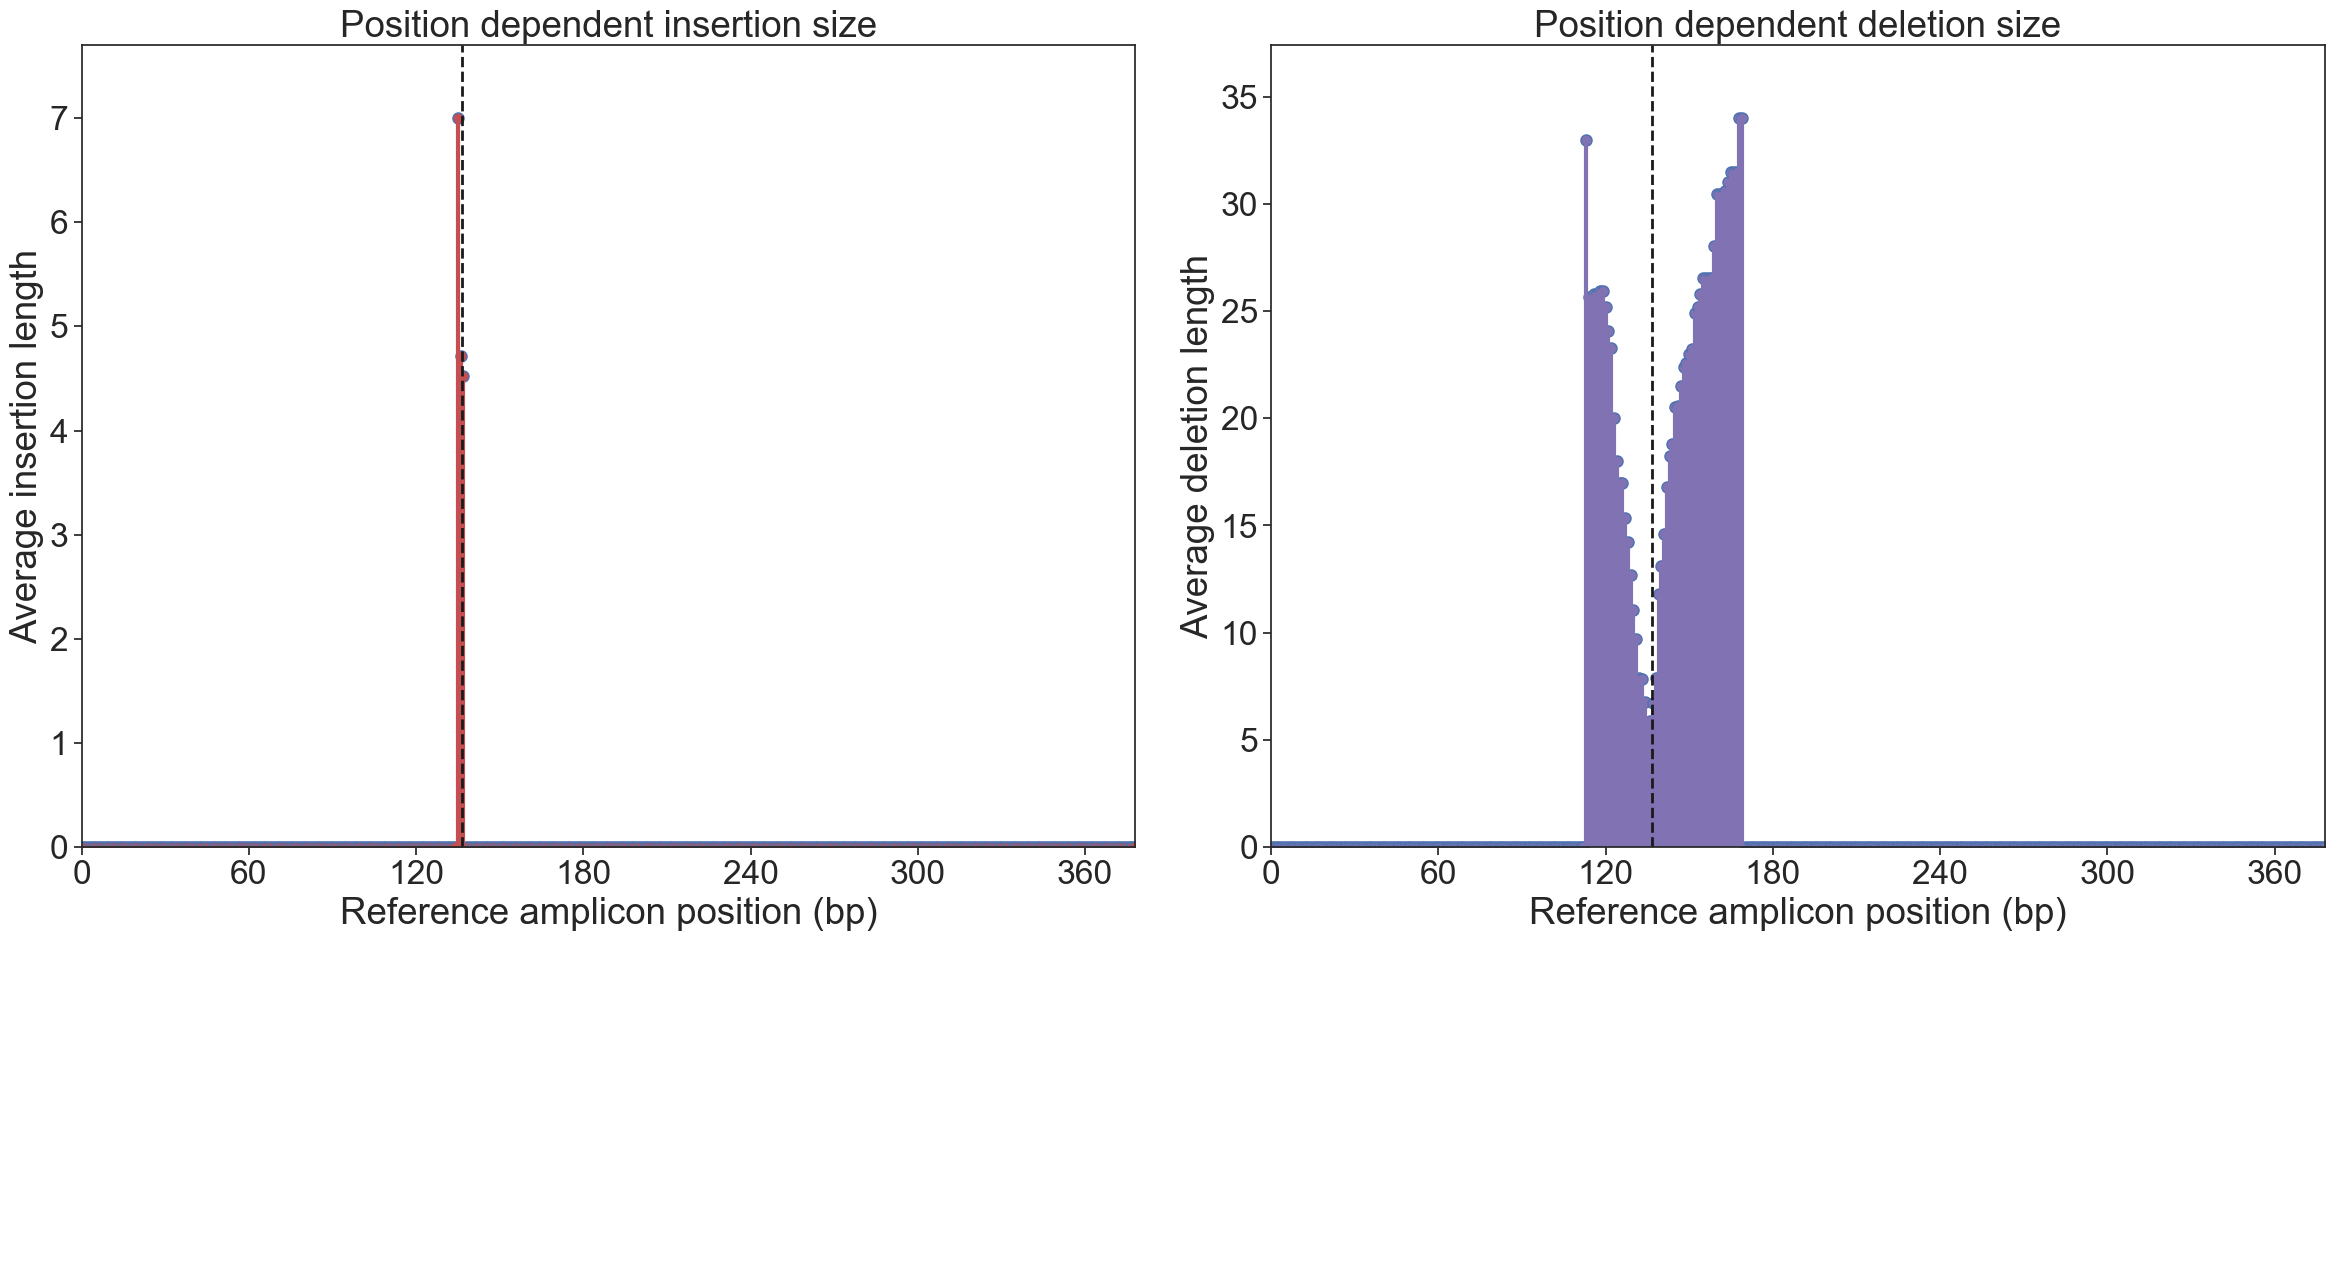 Position dependent insertion size
Average insertion length
7
6
5
4
3
2
1
0
0 60 120 180 240 300 360
Reference amplicon position (bp)
Position dependent deletion size
Average deletion length
35
30
25
20
15
10
5
0
0 60 120 180 240 300 360
Reference amplicon position (bp)